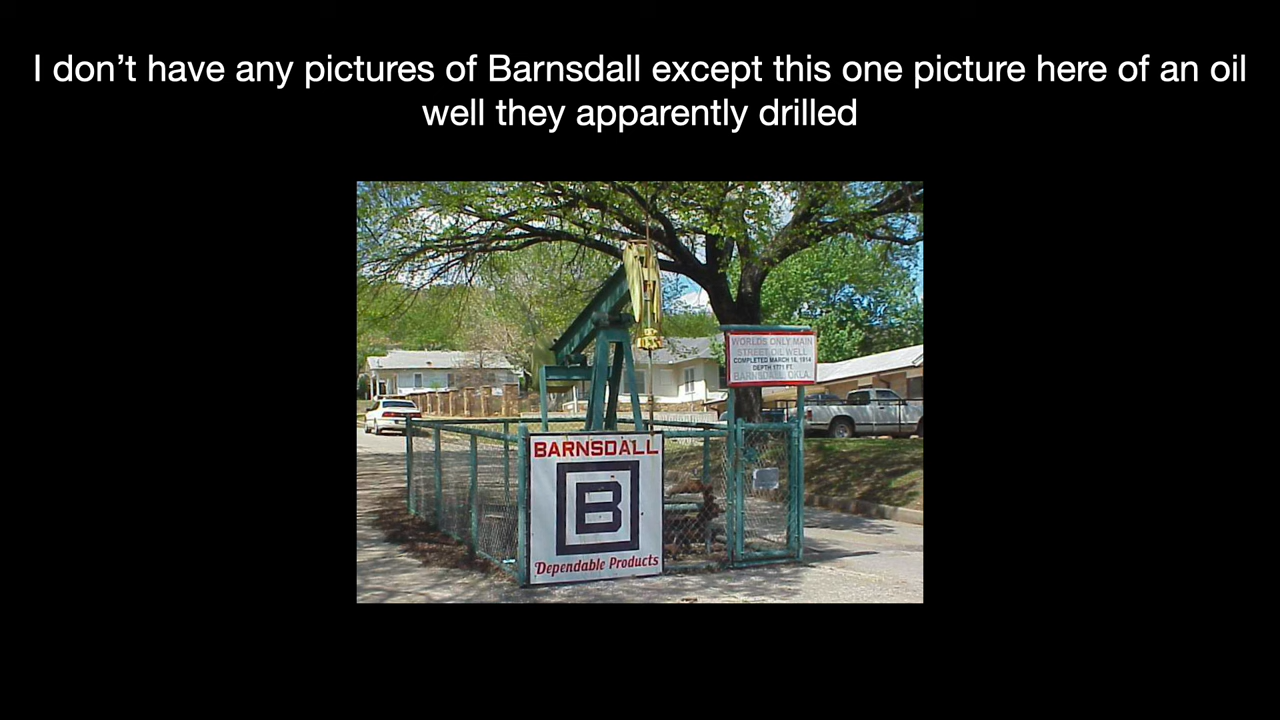 I don’t have any pictures of Barnsdall except this one picture here of an oil
well they apparently drilled
WORLDS ONLY MAIN
STREET OIL WELL
COMPLETED MARCH 18, 1914
DEPTH 1771 FT.
BARNSDALL, OKLA.
BARNSDALL
B
Dependable Products